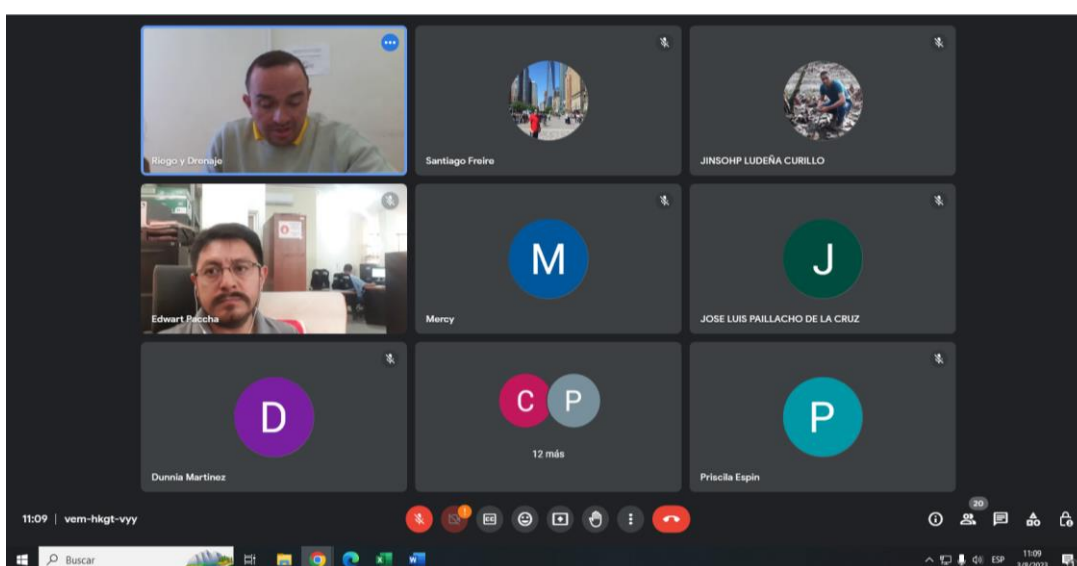 Riego y Drenaje
Santiago Freire
JINSOHP LUDEÑA CURILLO
Edwart Paccha
M
Mercy
J
JOSE LUIS PAILLACHO DE LA CRUZ
D
Dunnia Martinez
C P
12 más
P
Priscila Espin
11:09 | vem-hkgt-vyy
20
Buscar
ESP
11:09